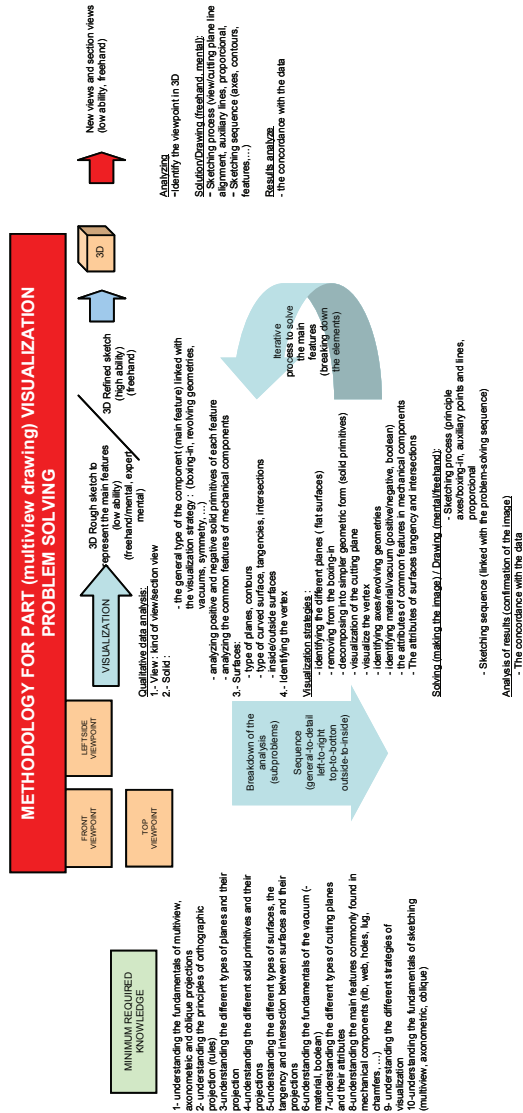 METHODOLOGY FOR PART (multiview drawing) VISUALIZATION
PROBLEM SOLVING
MINIMUM REQUIRED
KNOWLEDGE
1- understanding the fundamentals of multiview,
axonometeic and oblique projections
2- understanding the principles of orthographic
projection (rules)
3-understanding the different types of planes and their
projection
4-understanding the different solid primitives and their
projections
5-understanding the different types of surfaces, the
tangency and intersection between surfaces and their
projections
6-understanding the fundamentals of the vacuum (-
material, boolean)
7-understanding the different types of cutting planes
and their attributes
8-understanding the main features commonly found in
mechanical components (rib, web, holes, lug,
chamfers, ….)
9- understanding the different strategies of
visualization
10-understanding the fundamentals of sketching
(multiview, axonometric, oblique)
FRONT
VIEWPOINT
LEFTSIDE
VIEWPOINT
TOP
VIEWPOINT
VISUALIZATION
3D Rough sketch to
represent the main features
(low ability)
(freehand/mental, expert
mental)
3D Refined sketch
(high ability)
(freehand)
3D
New views and section views
(low ability, freehand)
Breakdown of the
analysis
(subproblems)
Sequence
(general-to-detail
left-to-right
top-to-bottom
outside-to-inside)
Qualitative data analysis:
1.- View : kind of view/section view
2.- Solid :
- the general type of the component (main feature) linked with
the visualization strategy : (boxing-in, revolving geometries,
vacuums, symmetry,…)
- analyzing positive and negative solid primitives of each feature
- analyzing the common features of mechanical components
3.- Surfaces:
- type of planes, contours
- type of curved surface, tangencies, intersections
- inside/outside surfaces
4.- Identifying the vertex
Visualization strategies :
- identifying the different planes ( flat surfaces)
- removing from the boxing-in
- decomposing into simpler geometric form (solid primitives)
- visualization of the cutting plane
- visualize the vertex
- identifying axes/revolving geometries
- identifying material/vacuum (positive/negative, boolean)
- the attributes of common features in mechanical components
- The attributes of surfaces tangency and intersections
Iterative
process to solve
the main
features
(breaking-down
the elements)
Solving (making the image) / Drawing (mental/freehand):
- Sketching process (principle
axes/boxing-in, auxiliary points and lines,
proporcional
- Sketching sequence (linked with the problem-solving sequence)
Analysis of results (confirmation of the image)
- The concordance with the data
Analyzing
-Identify the viewpoint in 3D
Solution/Drawing (freehand, mental):
- Sketching process (view/cutting plane line
alignment, auxiliary lines, proporcional,
- Sketching sequence (axes, contours,
features,…)
Results analyze
- the concordance with the data